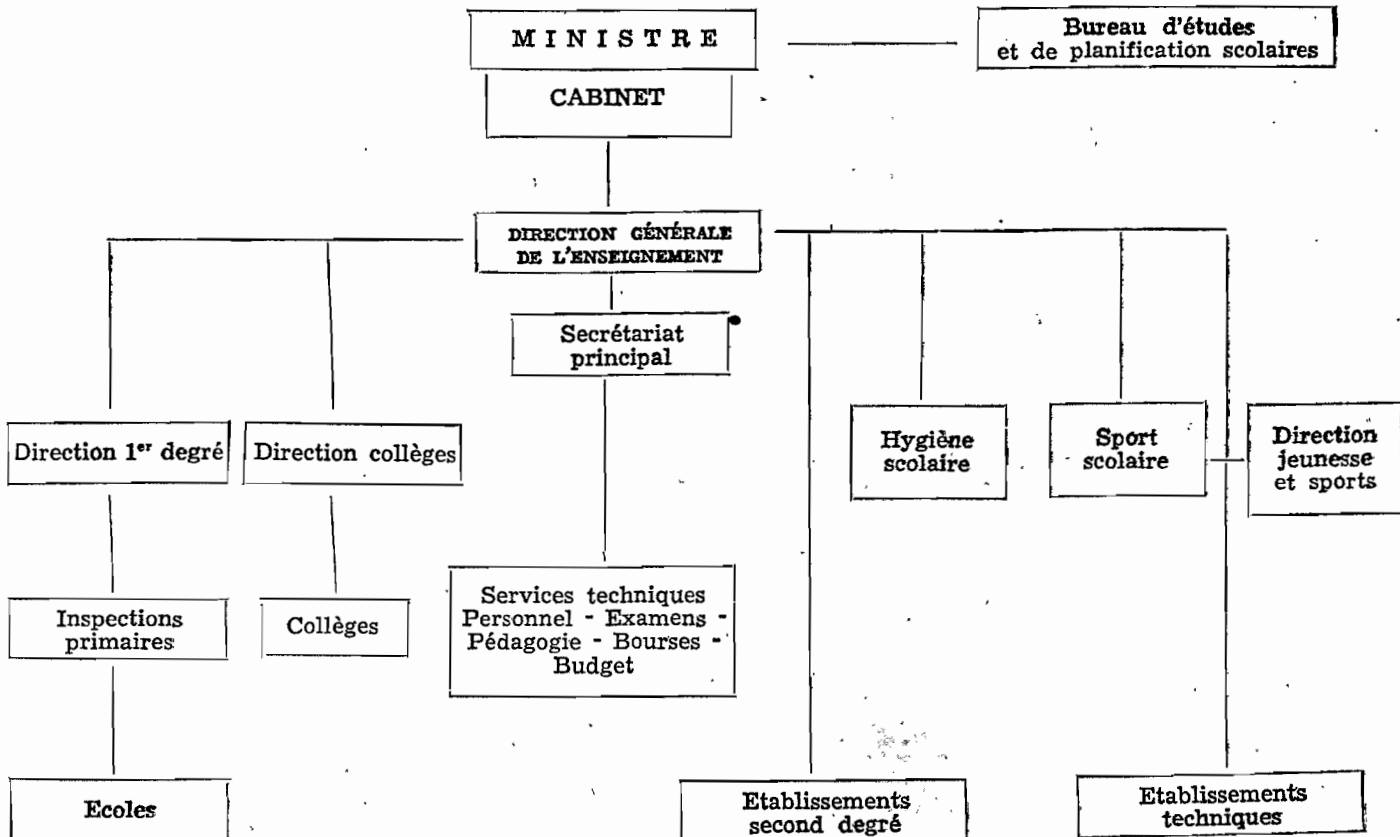 MINISTRE
Bureau d'études
et de planification scolaires
CABINET
DIRECTION GÉNÉRALE
DE L'ENSEIGNEMENT
Secrétariat
principal
Direction 1er degré
Direction collèges
Hygiène
scolaire
Sport
scolaire
Direction
jeunesse
et sports
Inspections
primaires
Collèges
Services techniques
Personnel - Examens -
Pédagogie - Bourses -
Budget
Ecoles
Etablissements
second degré
Etablissements
techniques